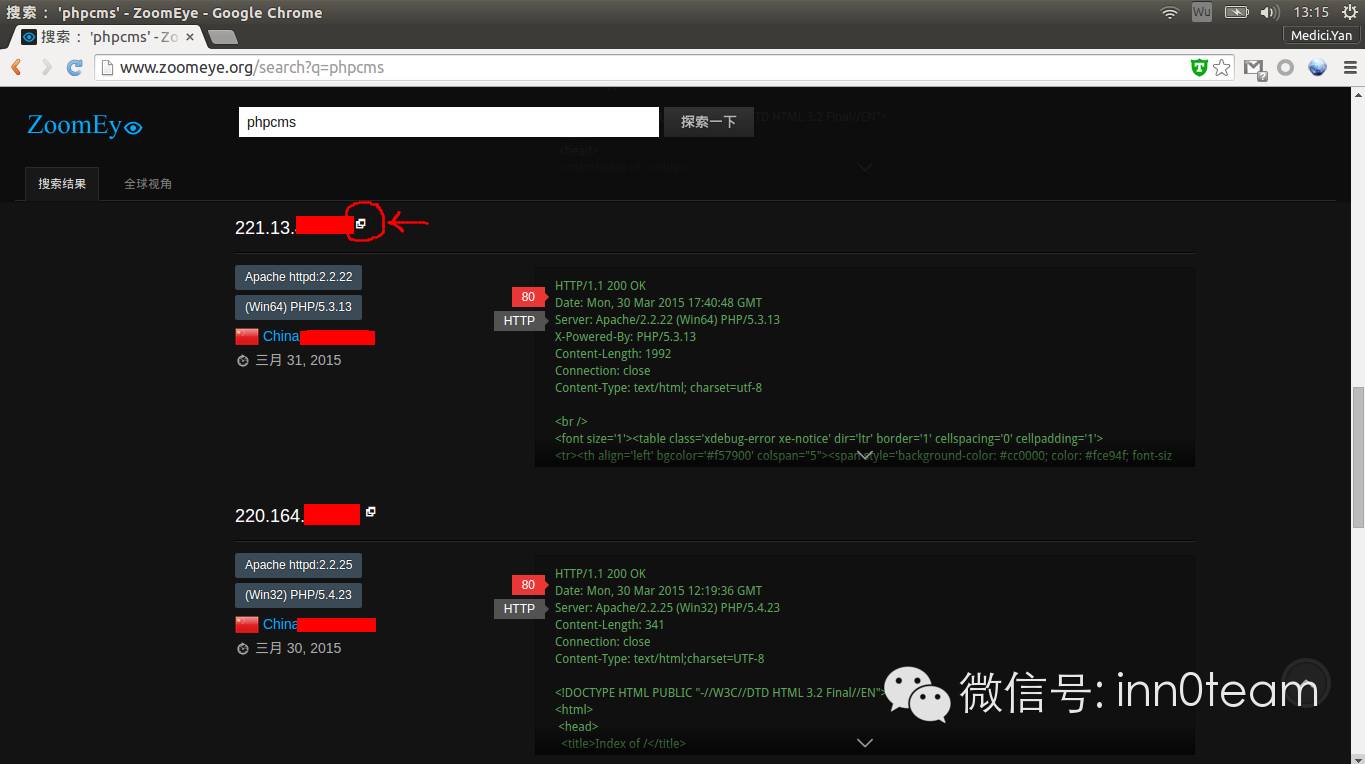 搜索： 'phpcms' - ZoomEye - Google Chrome
Wu
13:15
搜索： 'phpcms' - Zo
Medici.Yan
www.zoomeye.org/search?q=phpcms
ZoomEy
phpcms
探索一下
TD HTML 3.2 Final//EN">
<head>
搜索结果
全球视角
221.13.
Apache httpd:2.2.22
(Win64) PHP/5.3.13
China
三月 31, 2015
80
HTTP
HTTP/1.1 200 OK
Date: Mon, 30 Mar 2015 17:40:48 GMT
Server: Apache/2.2.22 (Win64) PHP/5.3.13
X-Powered-By: PHP/5.3.13
Content-Length: 1992
Connection: close
Content-Type: text/html; charset=utf-8
<br />
<font size='1'><table class='xdebug-error xe-notice' dir='ltr' border='1' cellspacing='0' cellpadding='1'>
<tr><th align='left' bgcolor='#f57900' colspan="5"><span style='background-color: #cc0000; color: #fce94f; font-siz
220.164.
Apache httpd:2.2.25
(Win32) PHP/5.4.23
China
三月 30, 2015
80
HTTP
HTTP/1.1 200 OK
Date: Mon, 30 Mar 2015 12:19:36 GMT
Server: Apache/2.2.25 (Win32) PHP/5.4.23
Content-Length: 341
Connection: close
Content-Type: text/html;charset=UTF-8
<!DOCTYPE HTML PUBLIC "-//W3C//DTD HTML 3.2 Final//EN">
<html>
<head>
<title>Index of /</title>
微信号: inn0team